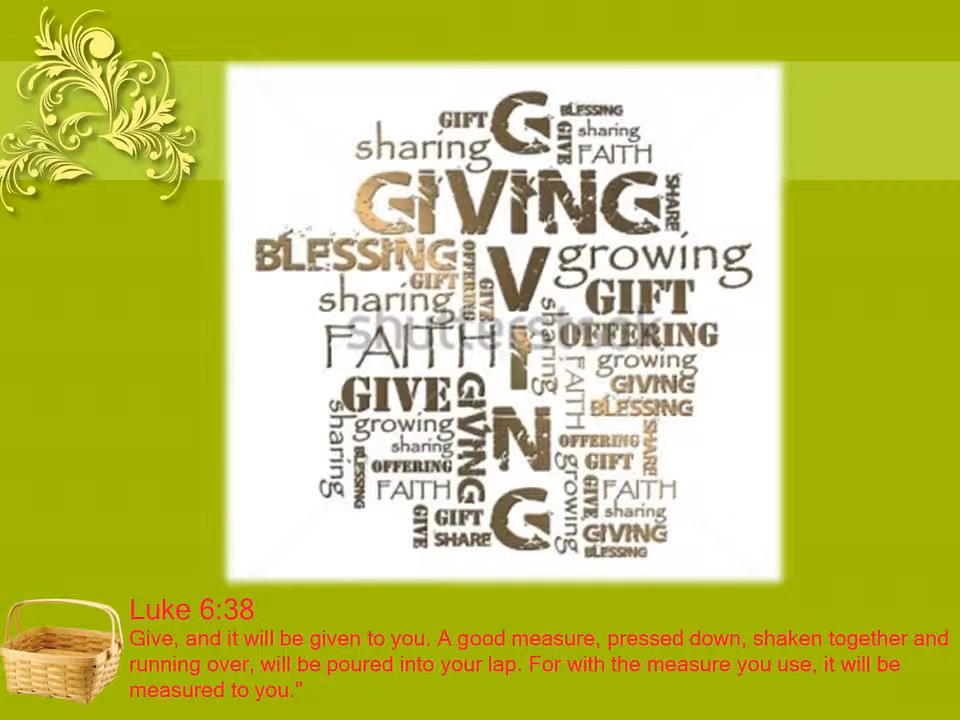 GIFT G BLESSING
sharing GIVE sharing
FAITH
GIVING SHARE
BLESSING OFFERING V growing
GIFT GIVE GIFT
sharing sharing OFFERING
shutterstock
FAITH I growing
FAITH GIVING
GIVE GIVING BLESSING
sharing growing N OFFERING SHARE
sharing GIFT
BLESSING OFFERING growing
FAITH GIVE FAITH
GIVE GIFT G sharing
SHARE GIVING
BLESSING
Luke 6:38
Give, and it will be given to you. A good measure, pressed down, shaken together and
running over, will be poured into your lap. For with the measure you use, it will be
measured to you."